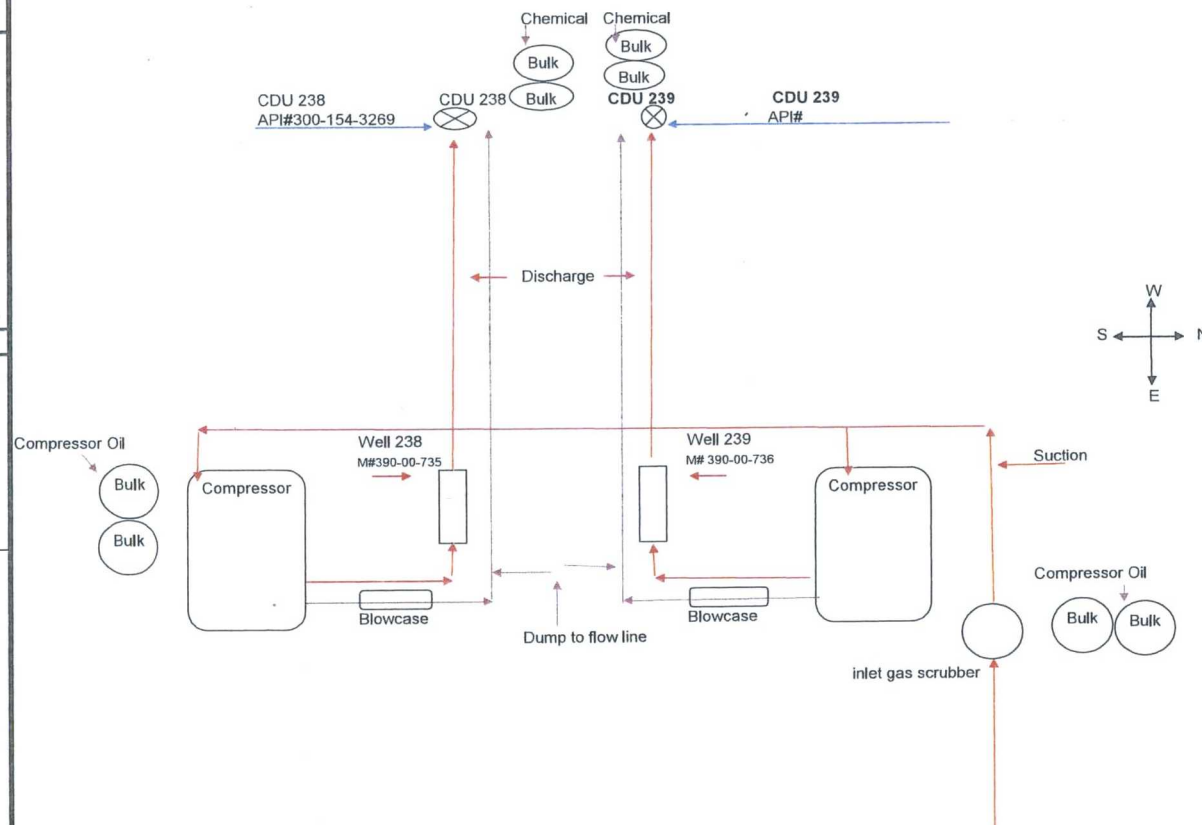 Chemical
Chemical
Bulk
Bulk
Bulk
Bulk
CDU 238
API#300-154-3269
CDU 238
CDU 239
CDU 239
API#
Discharge
W
S
N
E
Compressor Oil
Well 238
M#390-00-735
Well 239
M# 390-00-736
Suction
Bulk
Bulk
Compressor
Compressor
Compressor Oil
Blowcase
Blowcase
Bulk
Bulk
Dump to flow line
inlet gas scrubber